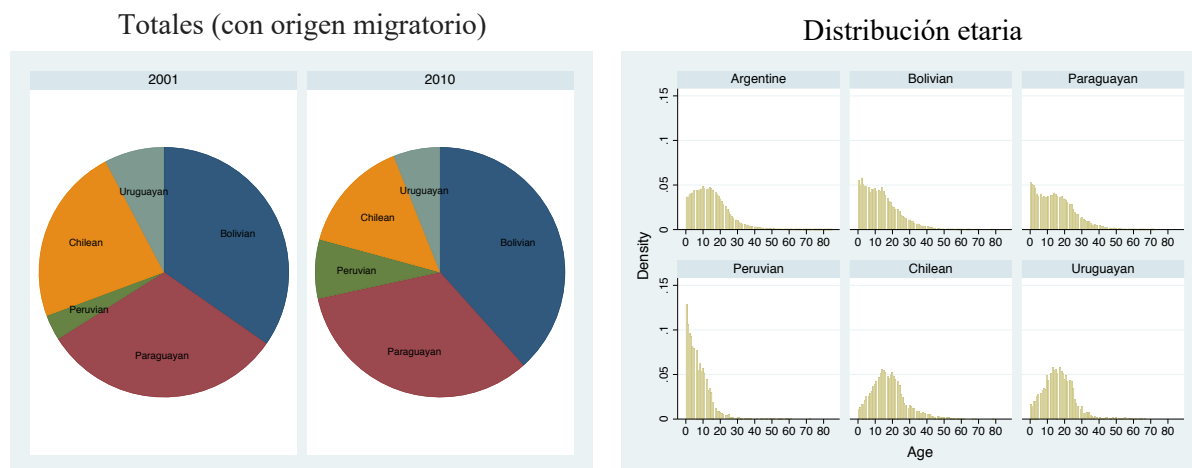 Totales (con origen migratorio)
2001
2010
Uruguayan
Chilean
Bolivian
Peruvian
Paraguayan
Uruguayan
Chilean
Bolivian
Peruvian
Paraguayan
Distribución etaria
Argentine
Bolivian
Paraguayan
.15
.1
.05
0
0 10 20 30 40 50 60 70 80
0 10 20 30 40 50 60 70 80
0 10 20 30 40 50 60 70 80
Density
Peruvian
Chilean
Uruguayan
.15
.1
.05
0
0 10 20 30 40 50 60 70 80
0 10 20 30 40 50 60 70 80
0 10 20 30 40 50 60 70 80
Age